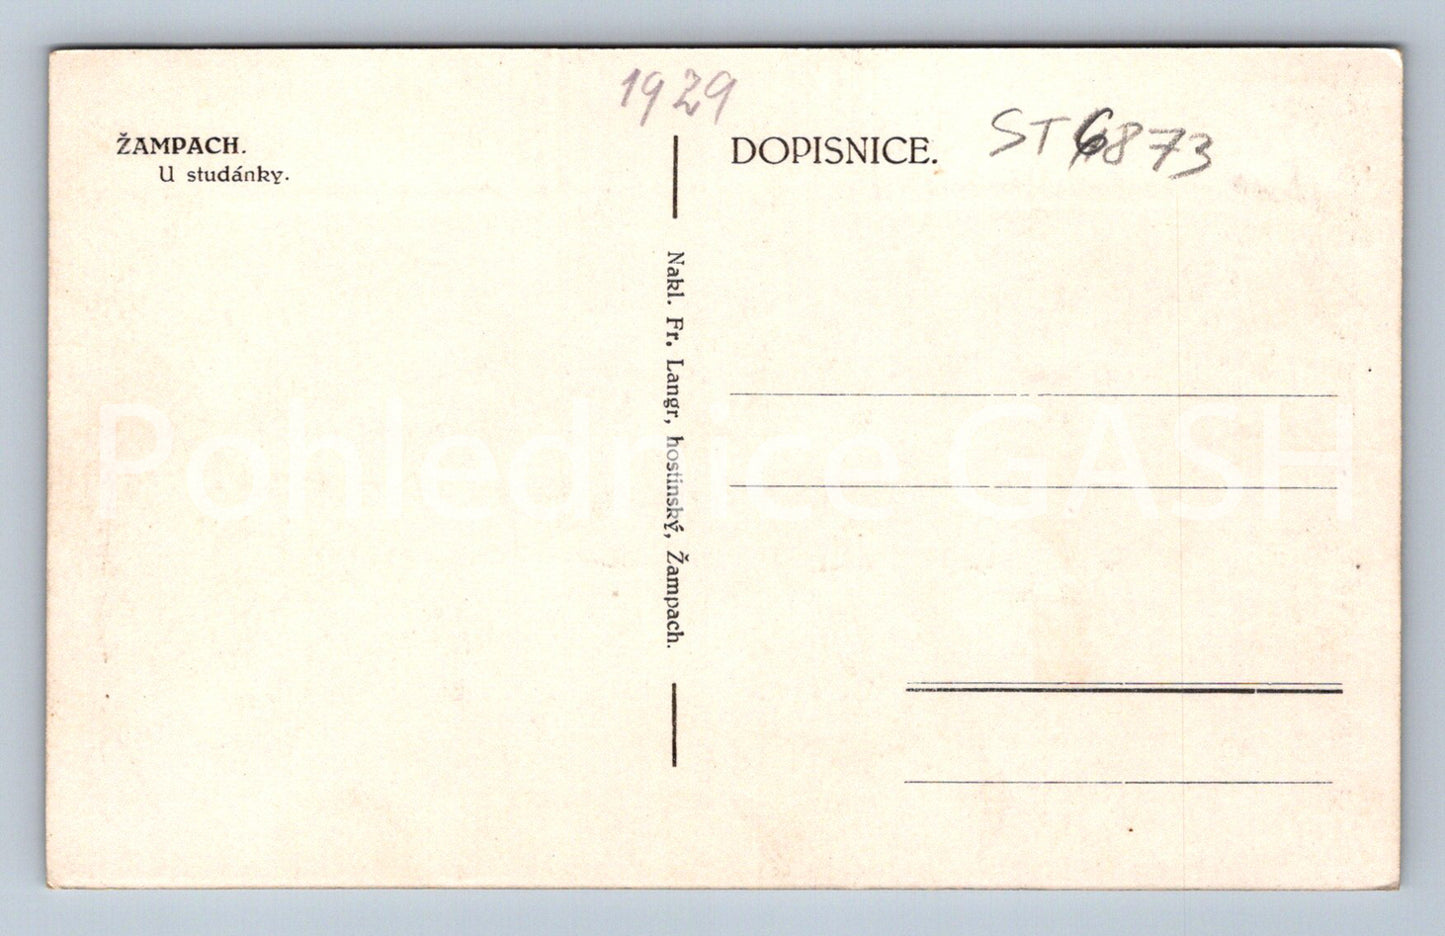 1929
ŽAMPACH.
U studánky.
DOPISNICE.
ST 6873
Nakl. Fr. Langr, hostinský, Žampach.
Pohlednice GASH